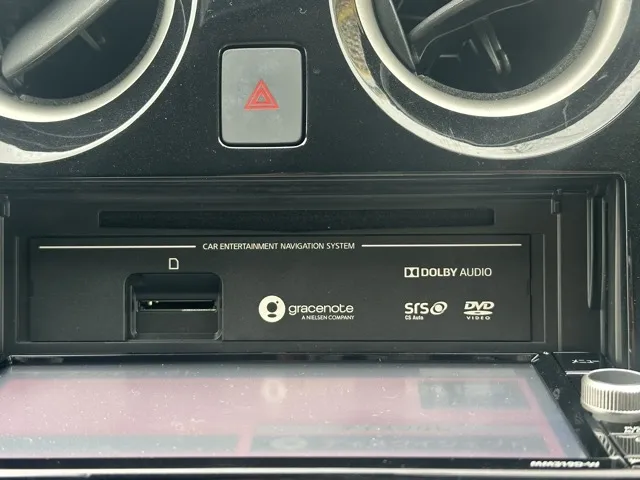 CAR ENTERTAINMENT NAVIGATION SYSTEM
DOLBY AUDIO
gracenote
A NIELSEN COMPANY
SRS
CS Auto
DVD
VIDEO